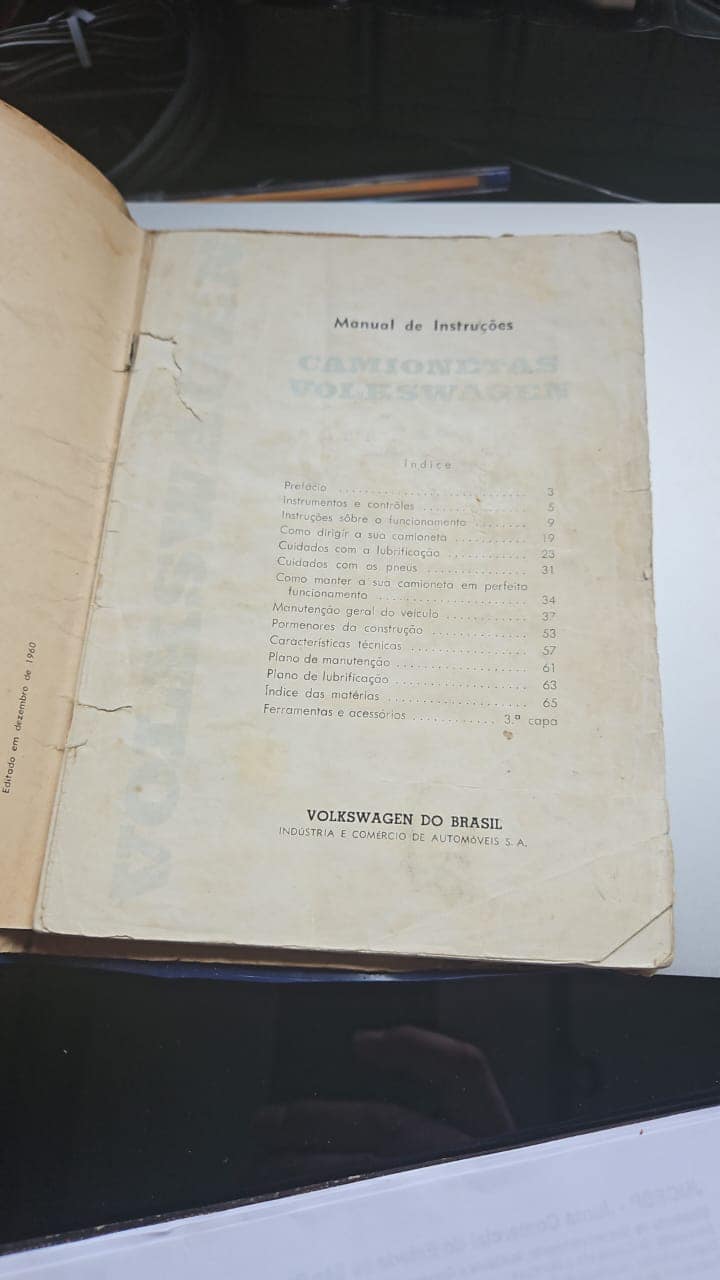 Editado em dezembro de 1960
Manual de Instruções
CAMIONETAS
VOLKSWAGEN
Índice
Prefácio .......................... 3
Instrumentos e contrôles .............. 5
Instruções sôbre o funcionamento ........ 9
Como dirigir a sua camioneta ........... 19
Cuidados com a lubrificação ............ 23
Cuidados com os pneus ............... 31
Como manter a sua camioneta em perfeito
funcionamento ...................... 34
Manutenção geral do veículo ............ 37
Pormenores da construção .............. 53
Características técnicas ................. 57
Plano de manutenção ................... 61
Plano de lubrificação ................... 63
Índice das matérias .................... 65
Ferramentas e acessórios ............ 3.ª capa
VOLKSWAGEN DO BRASIL
INDÚSTRIA E COMÉRCIO DE AUTOMÓVEIS S. A.